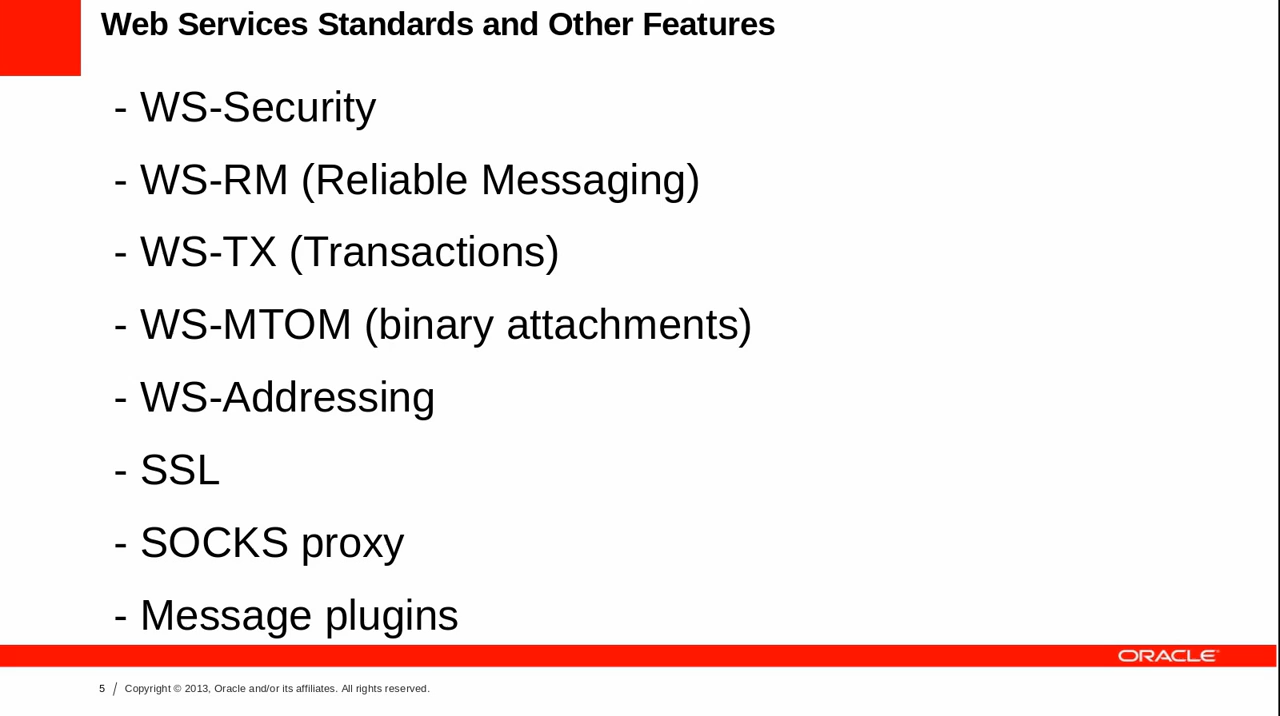 Web Services Standards and Other Features
- WS-Security
- WS-RM (Reliable Messaging)
- WS-TX (Transactions)
- WS-MTOM (binary attachments)
- WS-Addressing
- SSL
- SOCKS proxy
- Message plugins
ORACLE
5 / Copyright © 2013, Oracle and/or its affiliates. All rights reserved.